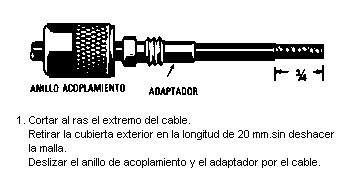 3/4
ANILLO ACOPLAMIENTO
ADAPTADOR
1. Cortar al ras el extremo del cable.
Retirar la cubierta exterior en la longitud de 20 mm.sin deshacer
la malla.
Deslizar el anillo de acoplamiento y el adaptador por el cable.